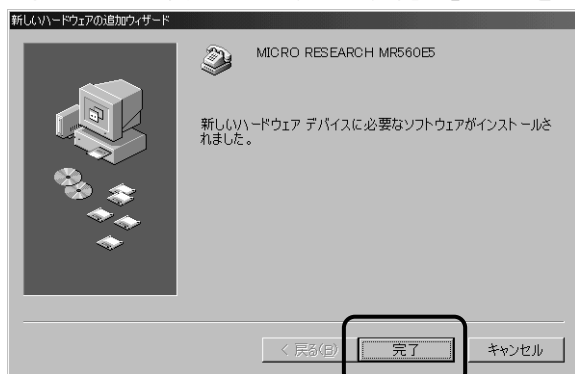 新しいハードウェアの追加ウィザード
MICRO RESEARCH MR560E5
新しいハードウェア デバイスに必要なソフトウェアがインストールさ
れました。
< 戻る(B)
完了
キャンセル